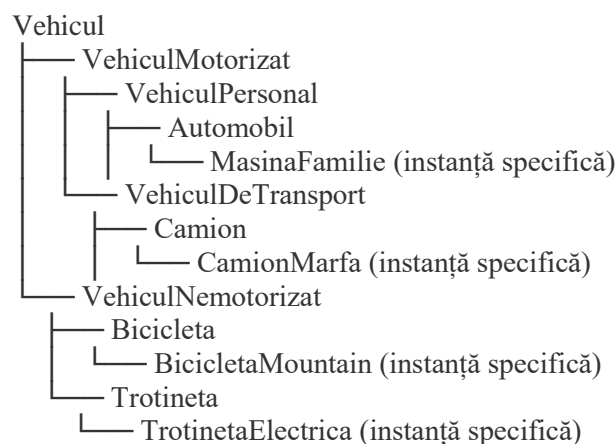 Vehicul
VehiculMotorizat
VehiculPersonal
Automobil
MasinaFamilie (instanță specifică)
VehiculDeTransport
Camion
CamionMarfa (instanță specifică)
VehiculNemotorizat
Bicicleta
BicicletaMountain (instanță specifică)
Trotineta
TrotinetaElectrica (instanță specifică)